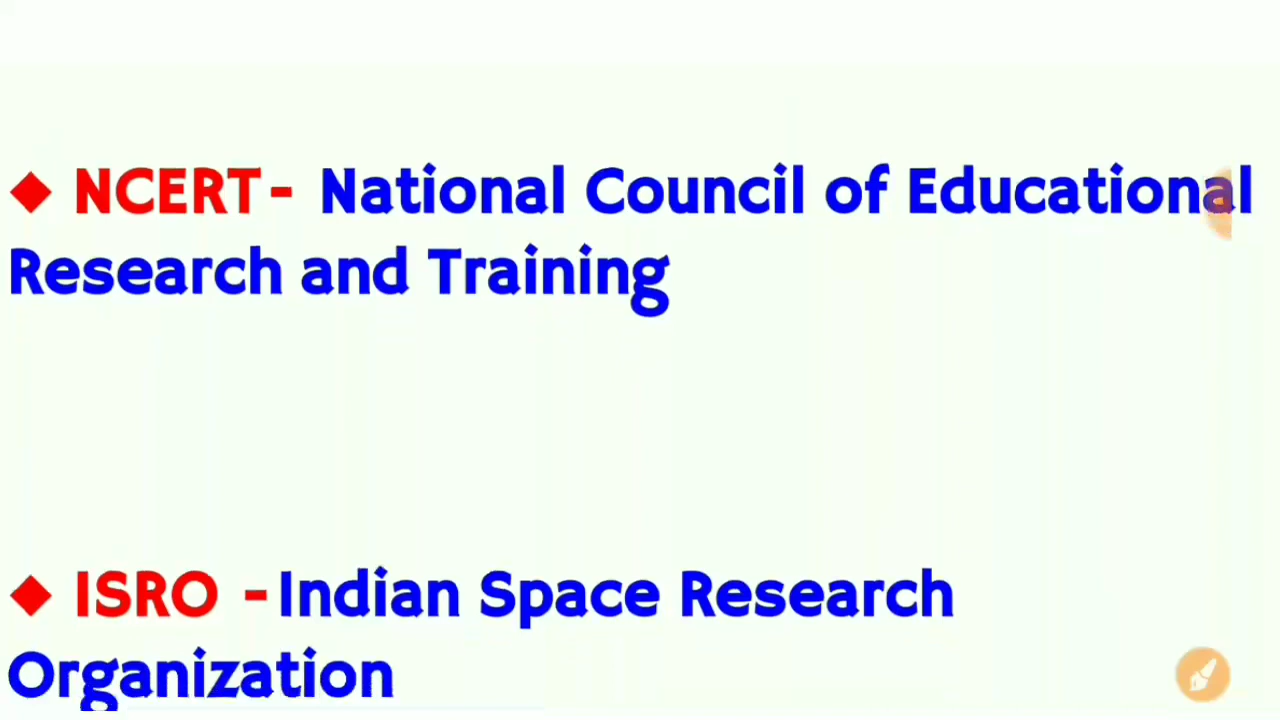 ◆ NCERT- National Council of Educational
Research and Training
◆ ISRO -Indian Space Research
Organization